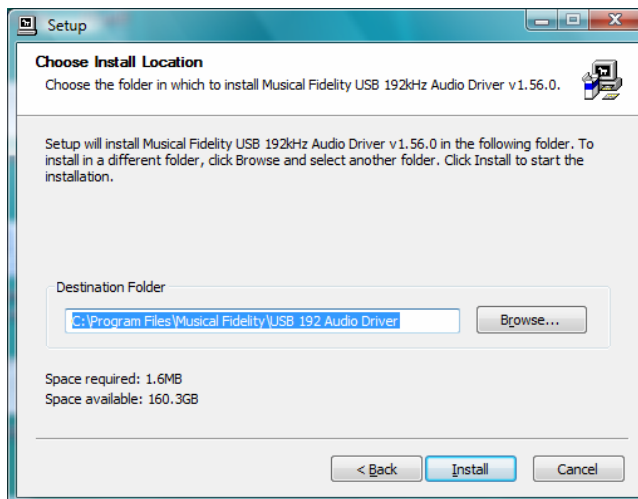 Setup
Choose Install Location
Choose the folder in which to install Musical Fidelity USB 192kHz Audio Driver v1.56.0.
Setup will install Musical Fidelity USB 192kHz Audio Driver v1.56.0 in the following folder. To
install in a different folder, click Browse and select another folder. Click Install to start the
installation.
Destination Folder
C:\Program Files\Musical Fidelity\USB 192 Audio Driver
Browse...
Space required: 1.6MB
Space available: 160.3GB
< Back
Install
Cancel